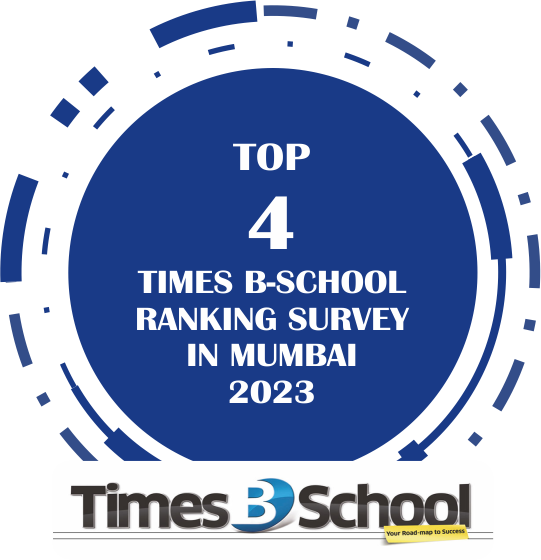 TOP
4
TIMES B-SCHOOL
RANKING SURVEY
IN MUMBAI
2023
Times B School
Your Road-map to Success